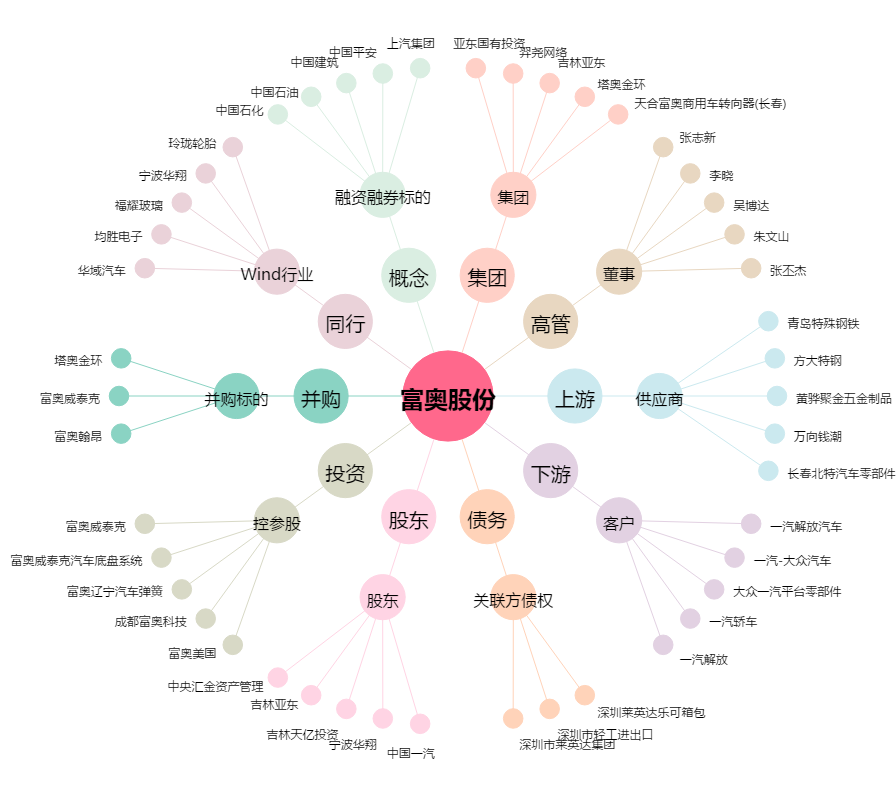 富奥股份
集团
集团
亚东国有投资
羿尧网络
吉林亚东
塔奥金环
天合富奥商用车转向器(长春)
高管
董事
张志新
李晓
吴博达
朱文山
张丕杰
上游
供应商
青岛特殊钢铁
方大特钢
黄骅聚金五金制品
万向钱潮
长春北特汽车零部件
下游
客户
一汽解放汽车
一汽-大众汽车
大众一汽平台零部件
一汽轿车
一汽解放
债务
关联方债权
深圳莱英达乐可箱包
深圳市轻工进出口
深圳市莱英达集团
股东
股东
中国一汽
宁波华翔
吉林天亿投资
吉林亚东
中央汇金资产管理
投资
控参股
富奥美国
成都富奥科技
富奥辽宁汽车弹簧
富奥威泰克汽车底盘系统
富奥威泰克
并购
并购标的
富奥翰昂
富奥威泰克
塔奥金环
同行
Wind行业
华域汽车
均胜电子
福耀玻璃
宁波华翔
玲珑轮胎
概念
融资融券标的
中国石化
中国石油
中国建筑
中国平安
上汽集团